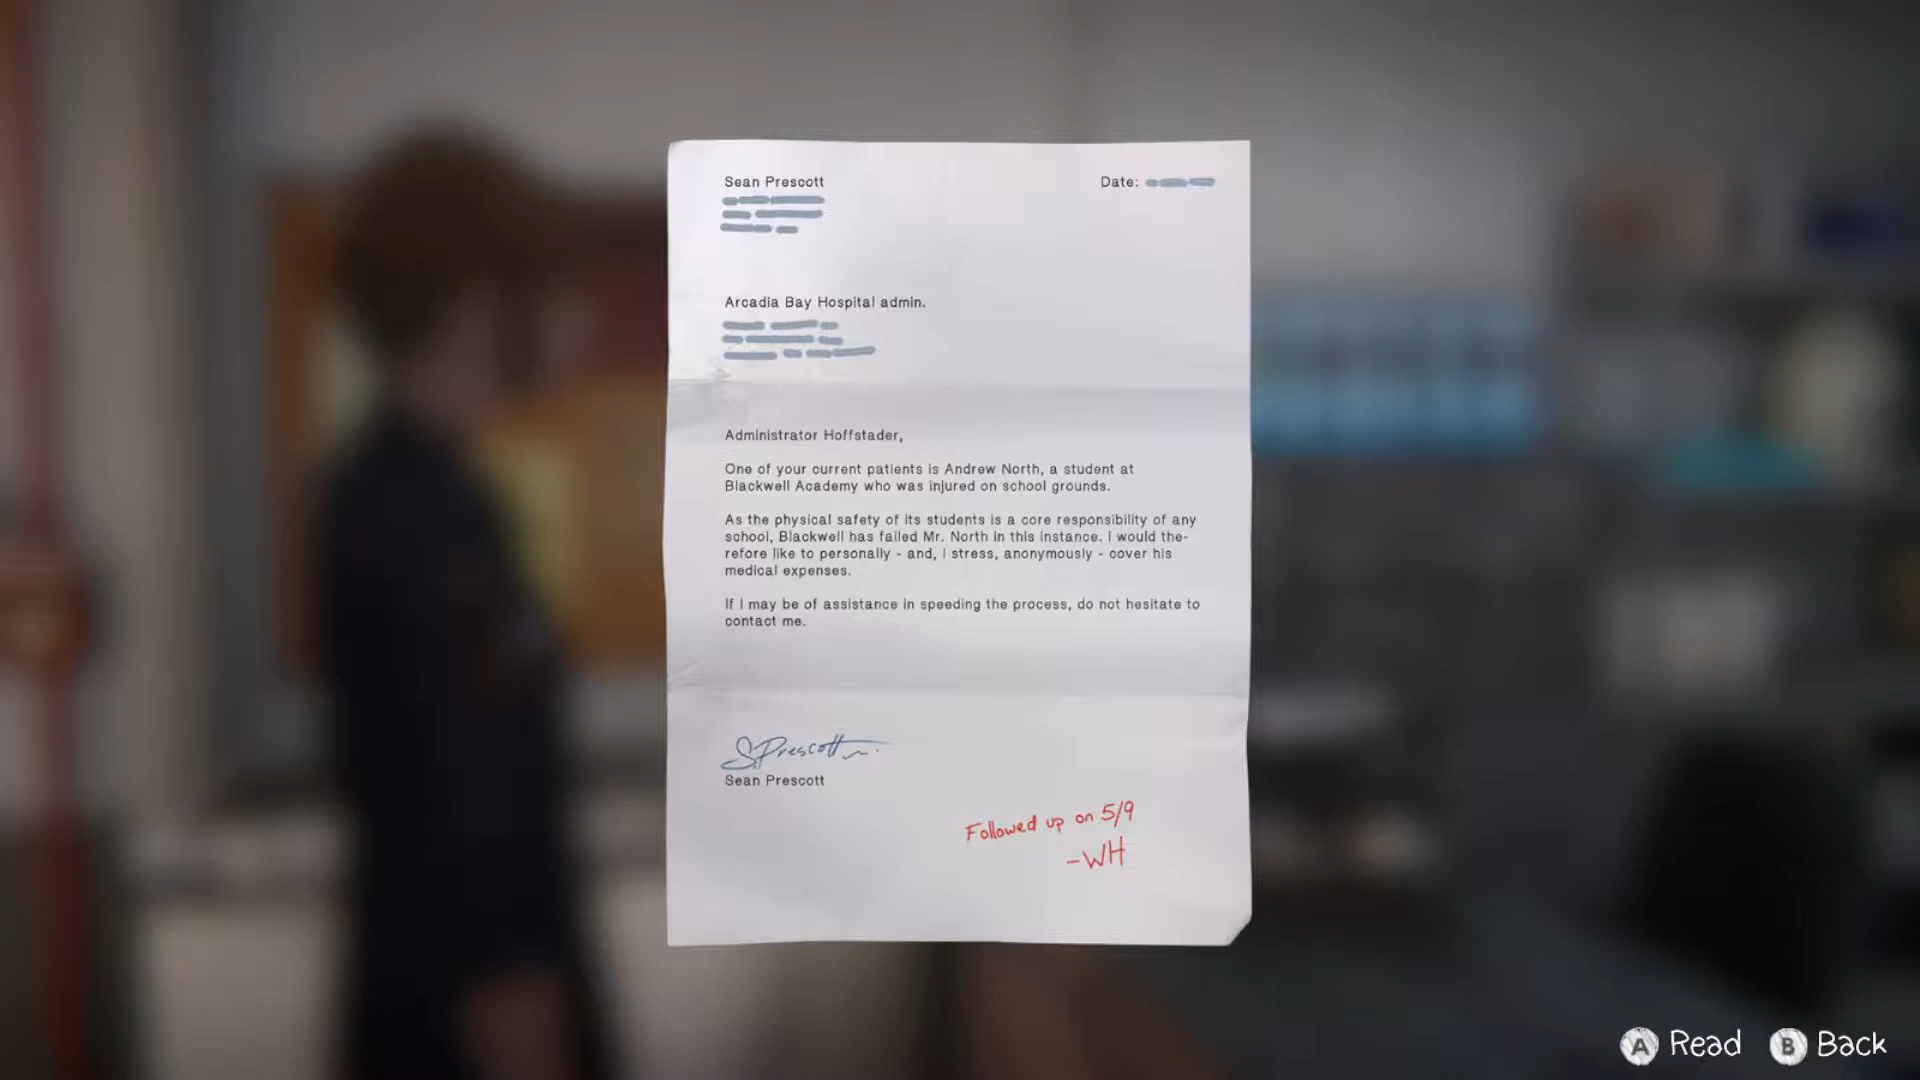 Sean Prescott
Date:
Arcadia Bay Hospital admin.
Administrator Hoffstader,
One of your current patients is Andrew North, a student at
Blackwell Academy who was injured on school grounds.
As the physical safety of its students is a core responsibility of any
school, Blackwell has failed Mr. North in this instance. I would the-
refore like to personally - and, I stress, anonymously - cover his
medical expenses.
If I may be of assistance in speeding the process, do not hesitate to
contact me.
S.Prescott
Sean Prescott
Followed up on 5/9
-WH
A Read B Back